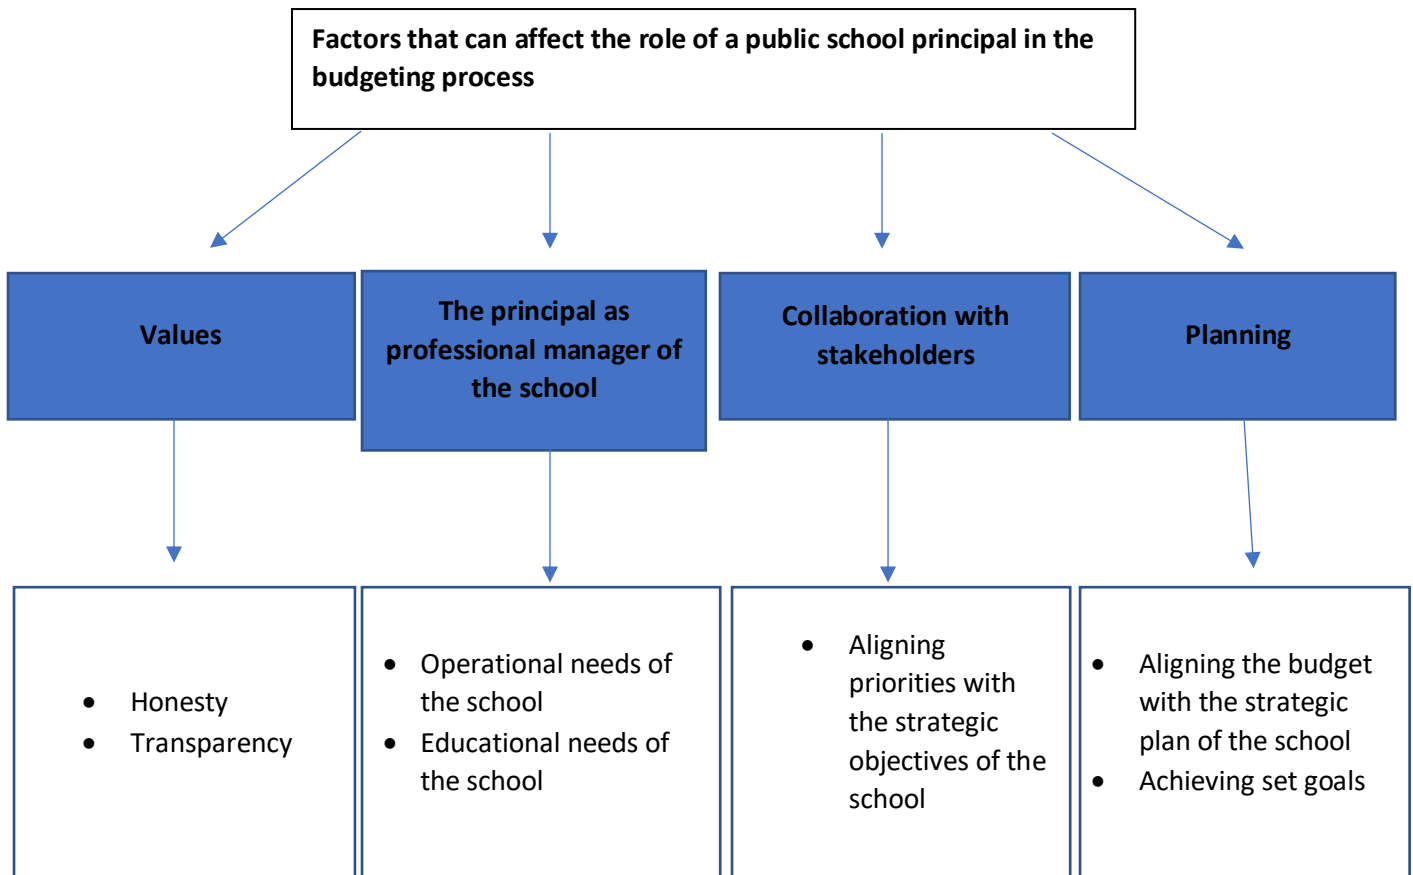 Factors that can affect the role of a public school principal in the
budgeting process
Values
The principal as
professional manager of
the school
Collaboration with
stakeholders
Planning
• Honesty
• Transparency
• Operational needs of
the school
• Educational needs of
the school
• Aligning
priorities with
the strategic
objectives of the
school
• Aligning the budget
with the strategic
plan of the school
• Achieving set goals